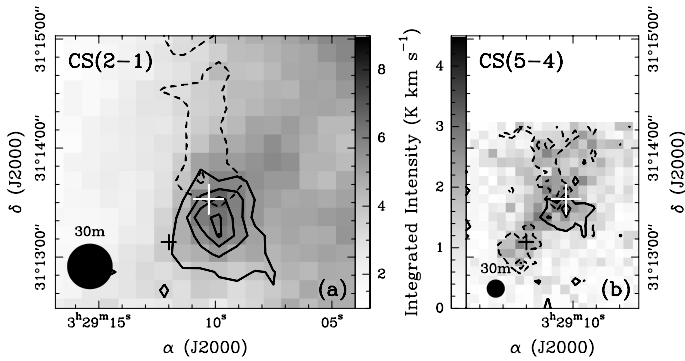 CS(2−1)
30m
(a)
31°15′00″
31°14′00″
31°13′00″
δ (J2000)
3ʰ29ᵐ15ˢ
10ˢ
05ˢ
α (J2000)
8
6
4
2
Integrated Intensity (K km s⁻¹)
4
3
2
1
0
CS(5−4)
30m
(b)
3ʰ29ᵐ10ˢ
α (J2000)
31°15′00″
31°14′00″
31°13′00″
δ (J2000)